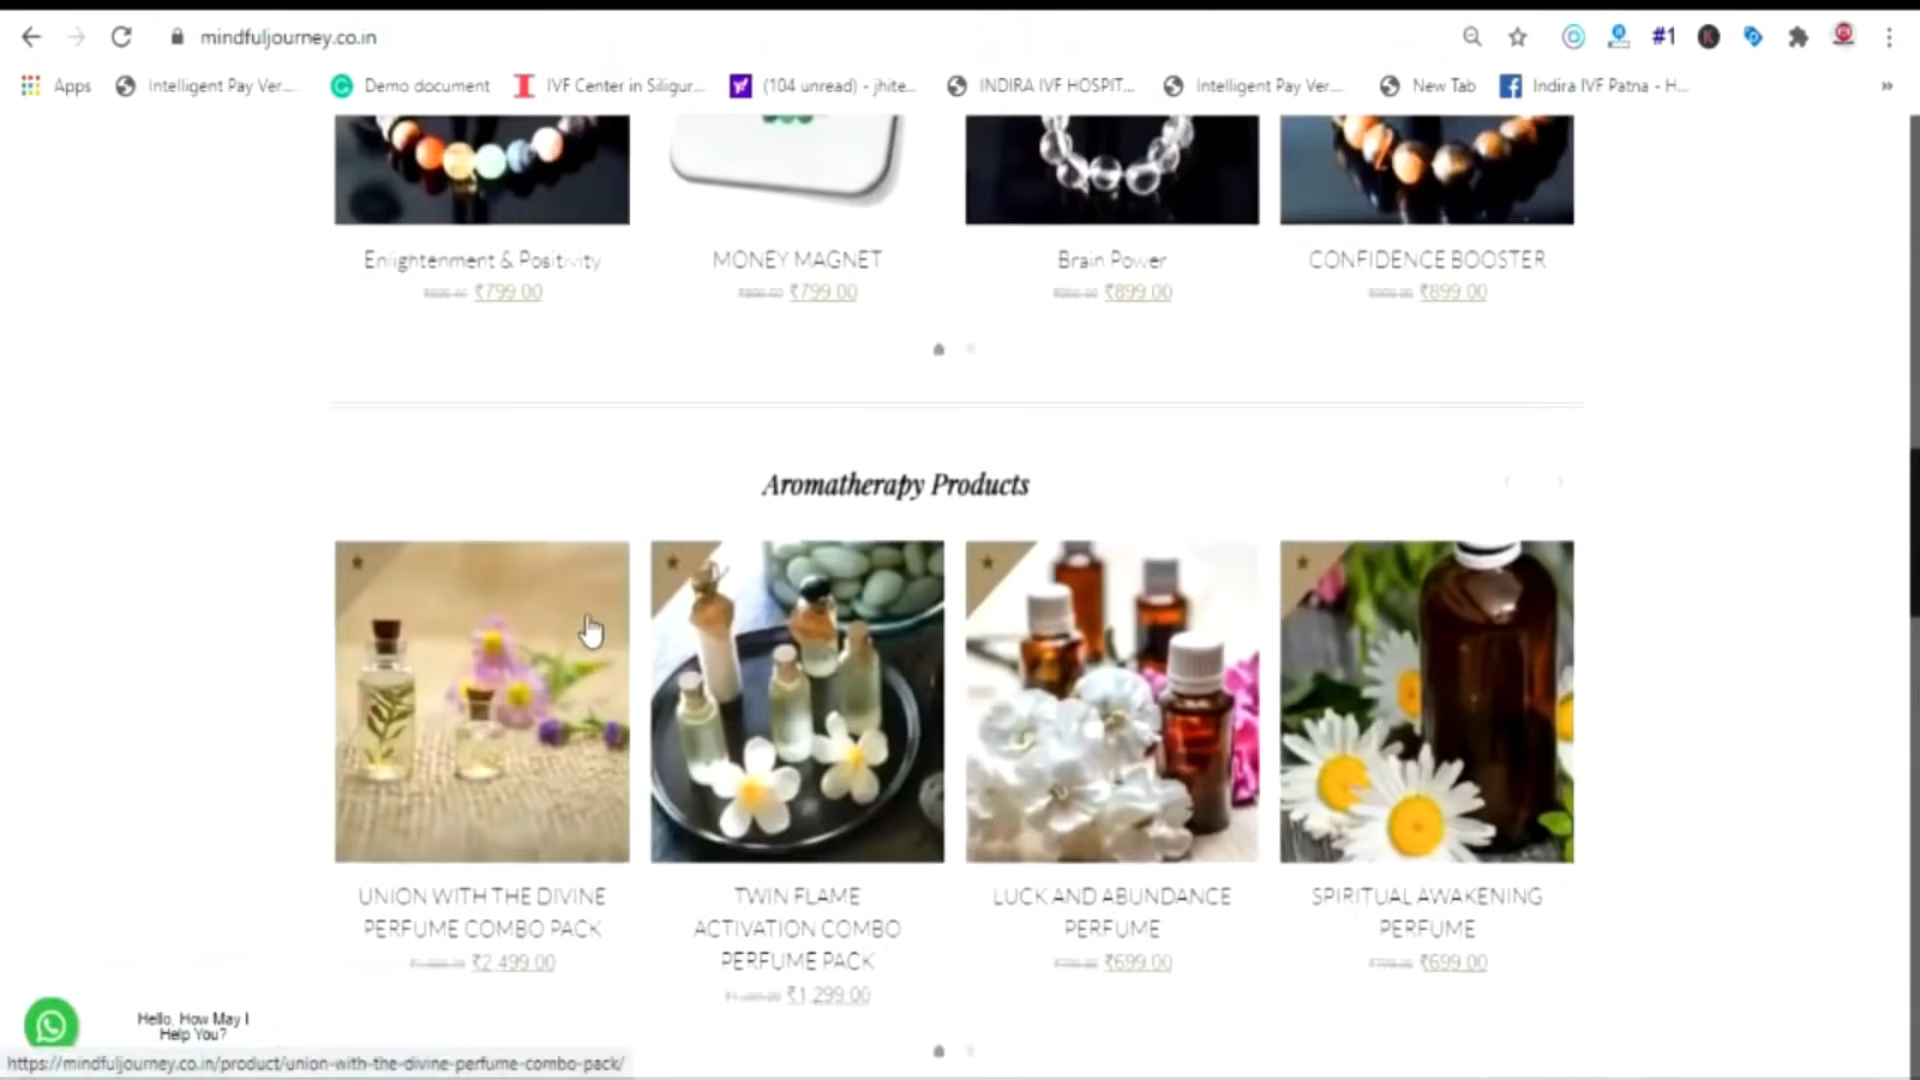 mindfuljourney.co.in
#1
Apps
Intelligent Pay Ver...
Demo document
IVF Center in Siligur...
(104 unread) - jhite...
INDIRA IVF HOSPIT...
Intelligent Pay Ver...
New Tab
Indira IVF Patna - H...
»
Enlightenment & Positivity
₹799.00
MONEY MAGNET
₹799.00
Brain Power
₹899.00
CONFIDENCE BOOSTER
₹899.00
Aromatherapy Products
UNION WITH THE DIVINE
PERFUME COMBO PACK
₹2,499.00
TWIN FLAME
ACTIVATION COMBO
PERFUME PACK
₹1,299.00
LUCK AND ABUNDANCE
PERFUME
₹699.00
SPIRITUAL AWAKENING
PERFUME
₹699.00
Hello, How May I
Help You?
https://mindfuljourney.co.in/product/union-with-the-divine-perfume-combo-pack/